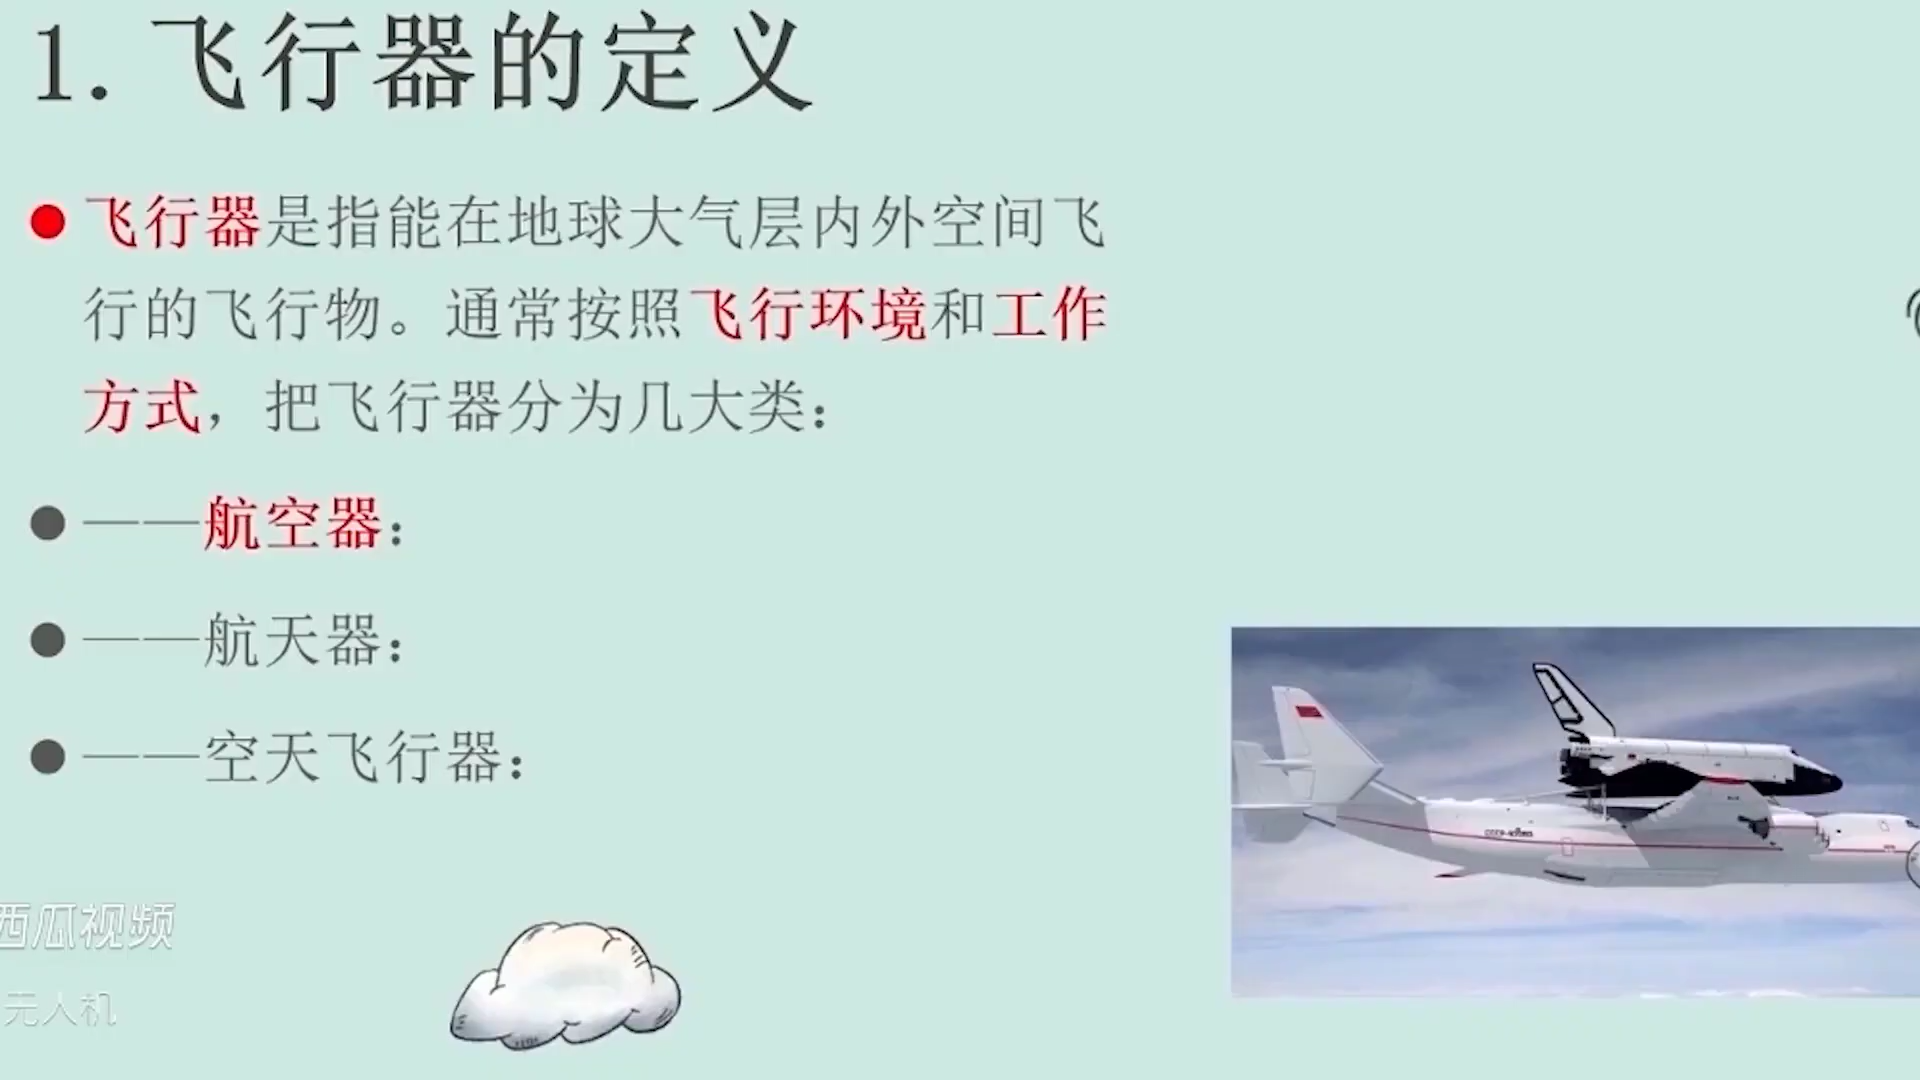 1. 飞行器的定义
飞行器是指能在地球大气层内外空间飞
行的飞行物。通常按照飞行环境和工作
方式，把飞行器分为几大类：
——航空器：
——航天器：
——空天飞行器：
西瓜视频
无人机